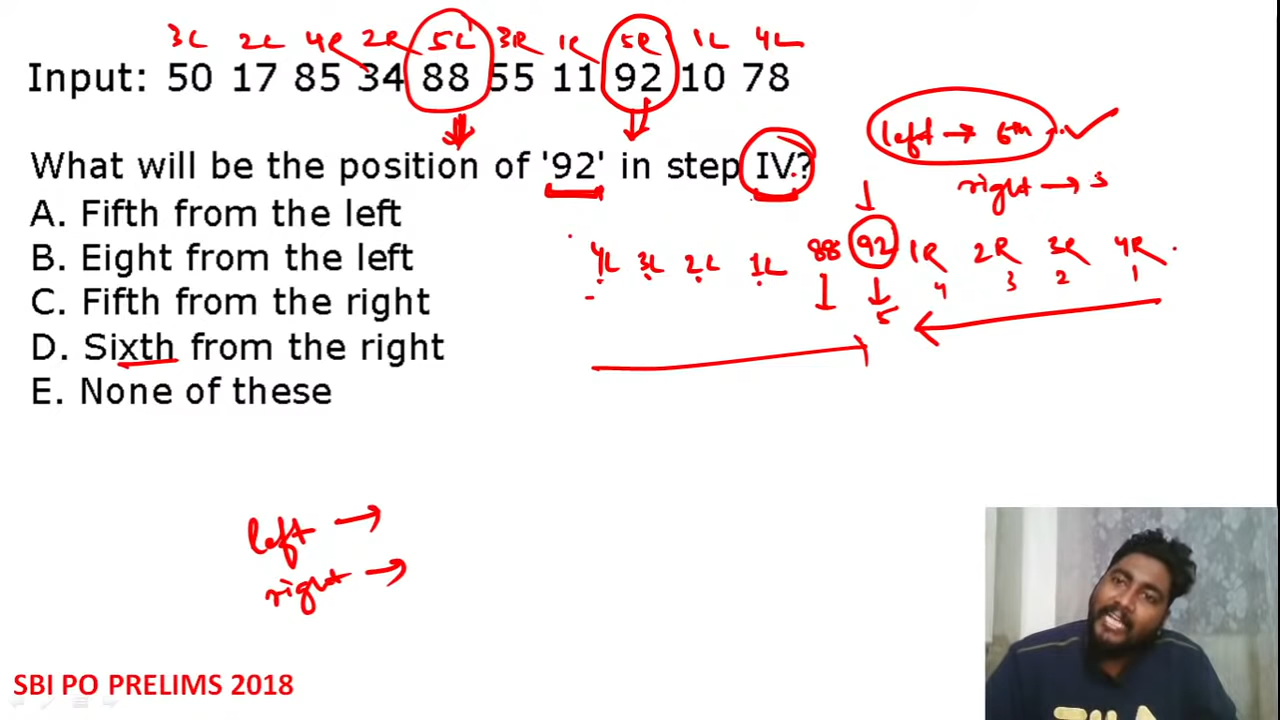 3L 2L 4R 2R 5L 3R 1R 5R 1L 4L
Input: 50 17 85 34 88 55 11 92 10 78
left → 6th
What will be the position of '92' in step IV?
right →
A. Fifth from the left
4L 3L 2L 1L 88 92 1R 2R 3R 4R
B. Eight from the left
4 3 2 1
C. Fifth from the right
5
D. Sixth from the right
E. None of these
left →
right →
SBI PO PRELIMS 2018